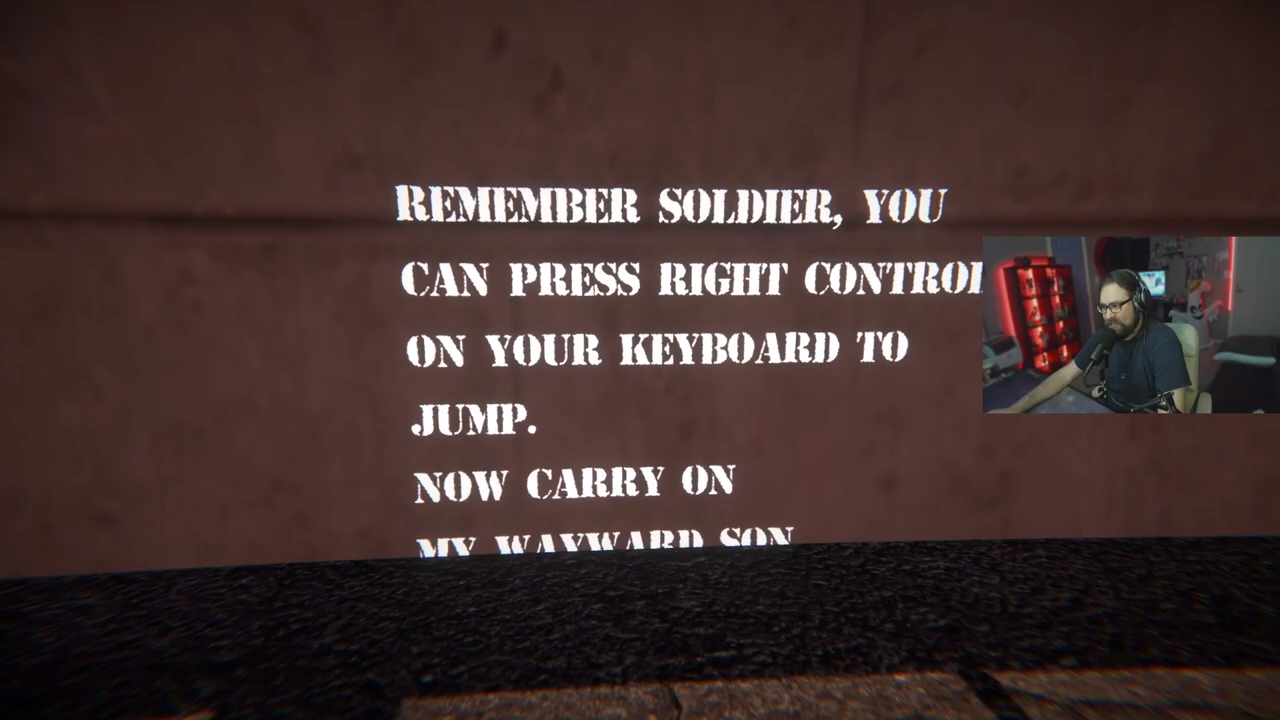 REMEMBER SOLDIER, YOU
CAN PRESS RIGHT CONTROL
ON YOUR KEYBOARD TO
JUMP.
NOW CARRY ON
MY WAYWARD SON